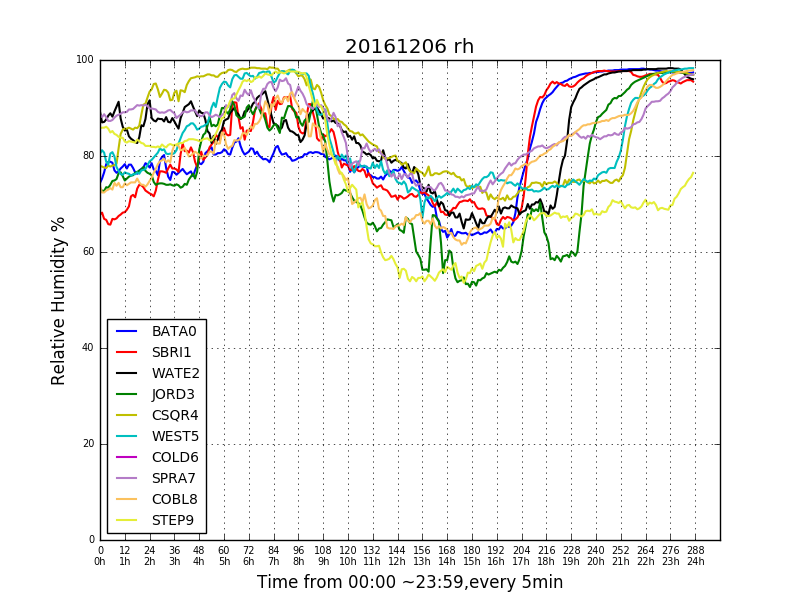 20161206 rh
100
80
60
40
20
0
Relative Humidity %
BATA0
SBRI1
WATE2
JORD3
CSQR4
WEST5
COLD6
SPRA7
COBL8
STEP9
0 12 24 36 48 60 72 84 96 108 120 132 144 156 168 180 192 204 216 228 240 252 264 276 288
0h 1h 2h 3h 4h 5h 6h 7h 8h 9h 10h 11h 12h 13h 14h 15h 16h 17h 18h 19h 20h 21h 22h 23h 24h
Time from 00:00 ~23:59,every 5min